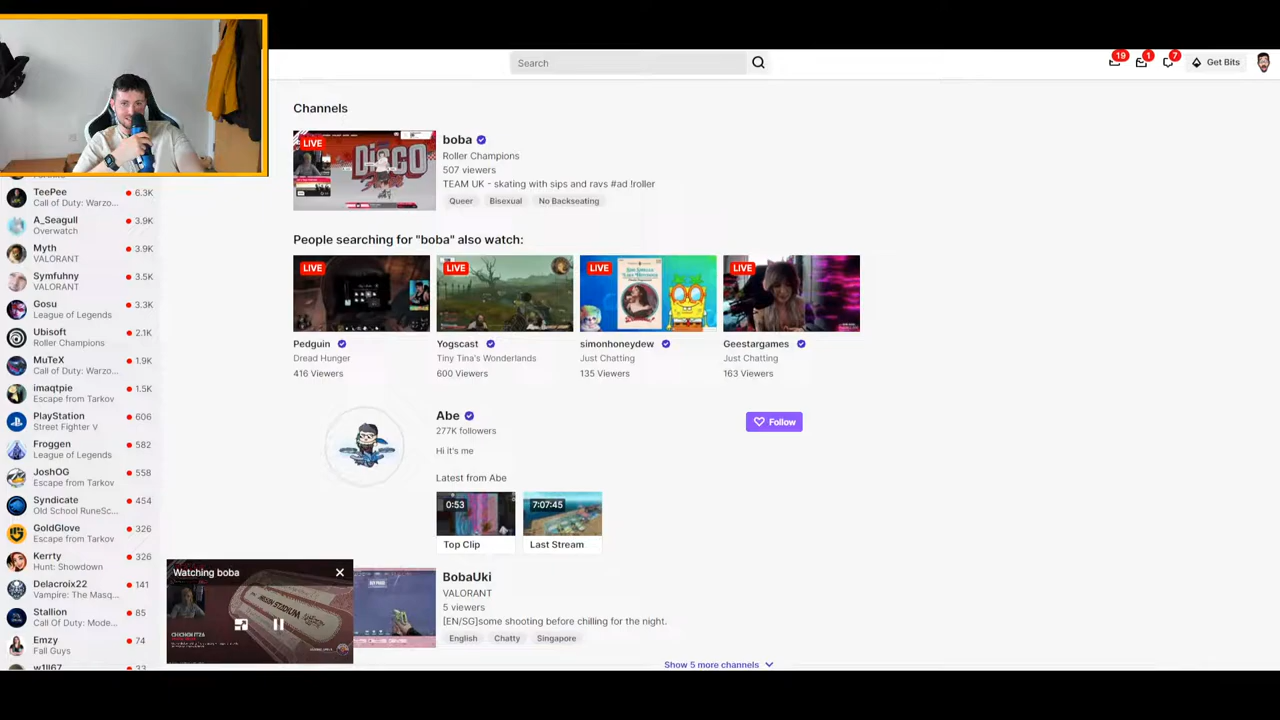 Search
19
1
7
Get Bits
Channels
LIVE
DISCO
boba
Roller Champions
507 viewers
TEAM UK - skating with sips and ravs #ad !roller
Queer
Bisexual
No Backseating
People searching for "boba" also watch:
LIVE
LIVE
LIVE
LIVE
Pedguin
Dread Hunger
416 Viewers
Yogscast
Tiny Tina's Wonderlands
600 Viewers
simonhoneydew
Just Chatting
135 Viewers
Geestargames
Just Chatting
163 Viewers
Abe
277K followers
Hi it's me
Follow
Latest from Abe
0:53
Top Clip
7:07:45
Last Stream
BobaUki
VALORANT
5 viewers
[EN/SG]some shooting before chilling for the night.
English
Chatty
Singapore
Show 5 more channels
TeePee
6.3K
Call of Duty: Warzo...
A_Seagull
3.9K
Overwatch
Myth
3.9K
VALORANT
Symfuhny
3.5K
VALORANT
Gosu
3.3K
League of Legends
Ubisoft
2.1K
Roller Champions
MuTeX
1.9K
Call of Duty: Warzo...
imaqtpie
1.5K
Escape from Tarkov
PlayStation
606
Street Fighter V
Froggen
582
League of Legends
JoshOG
558
Escape from Tarkov
Syndicate
454
Old School RuneSc...
GoldGlove
326
Escape from Tarkov
Kerrty
326
Hunt: Showdown
Delacroix22
141
Vampire: The Masq...
Stallion
85
Call Of Duty: Mode...
Emzy
74
Fall Guys
w1ll67
33
Watching boba